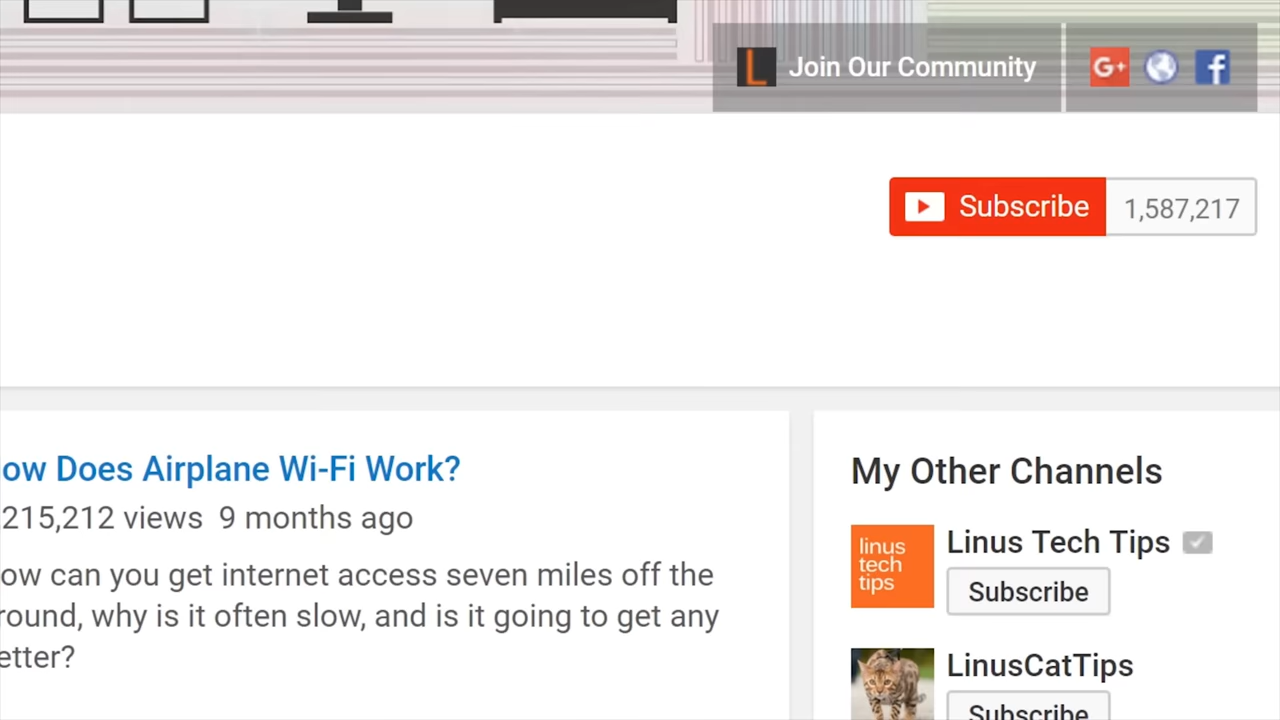 Join Our Community
G+
f
Subscribe 1,587,217
ow Does Airplane Wi-Fi Work?
215,212 views 9 months ago
ow can you get internet access seven miles off the
round, why is it often slow, and is it going to get any
etter?
My Other Channels
linus
tech
tips
Linus Tech Tips
Subscribe
LinusCatTips
Subscribe